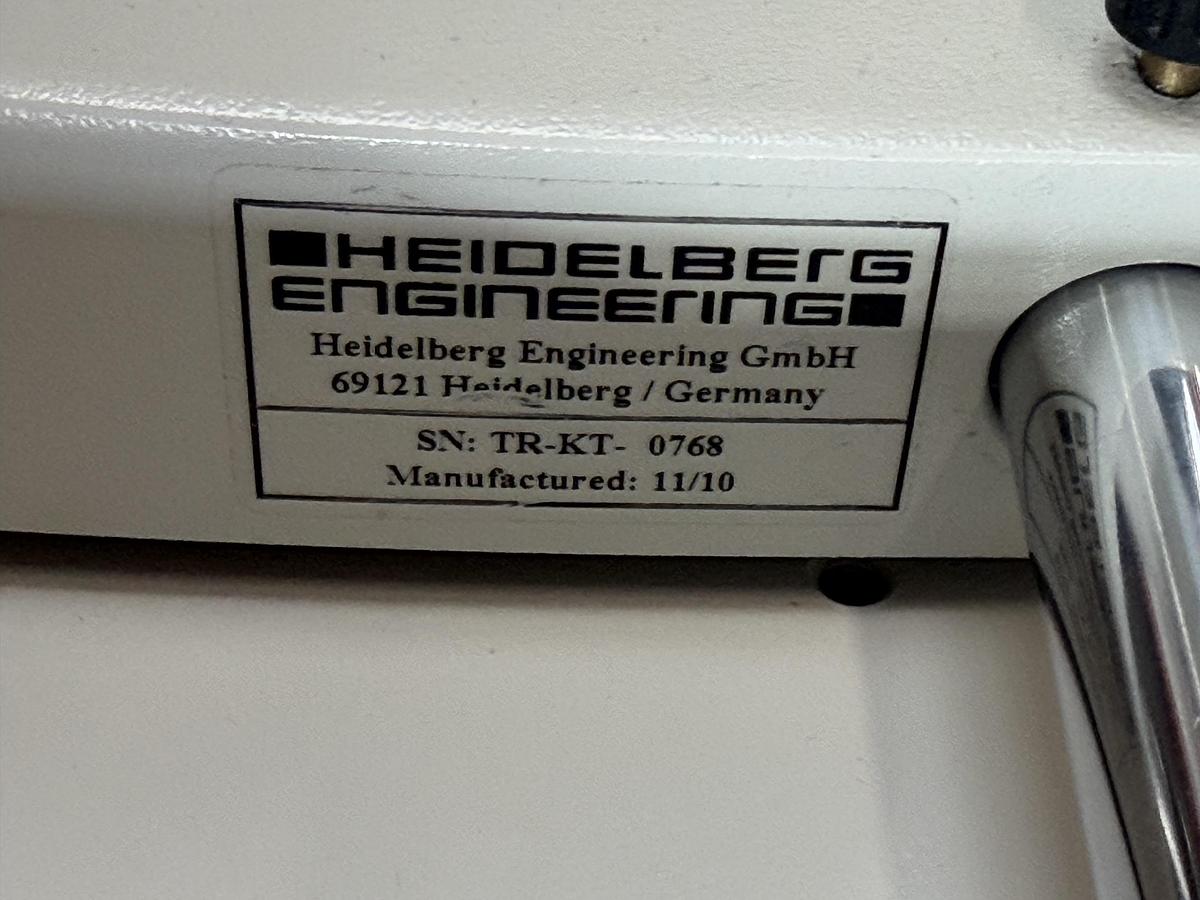 HEIDELBERG
ENGINEERING
Heidelberg Engineering GmbH
69121 Heidelberg / Germany
SN: TR-KT- 0768
Manufactured: 11/10